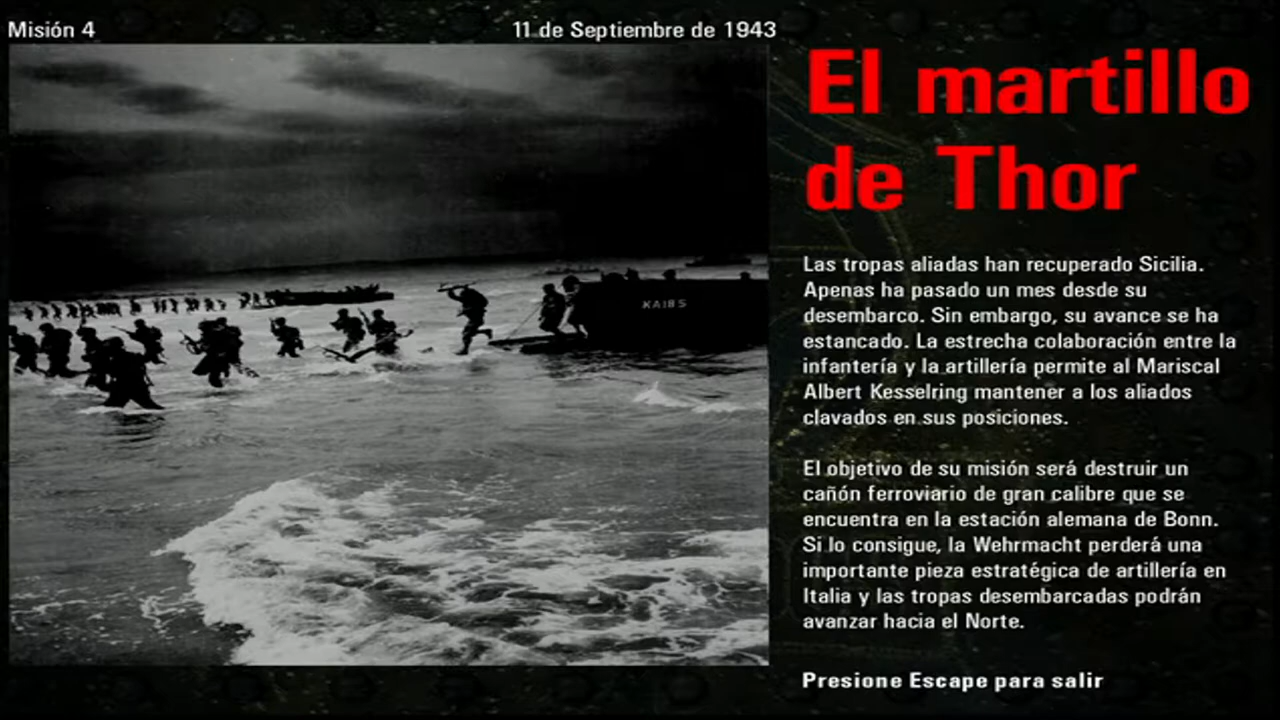 Misión 4
11 de Septiembre de 1943
El martillo
de Thor
Las tropas aliadas han recuperado Sicilia.
Apenas ha pasado un mes desde su
desembarco. Sin embargo, su avance se ha
estancado. La estrecha colaboración entre la
infantería y la artillería permite al Mariscal
Albert Kesselring mantener a los aliados
clavados en sus posiciones.
El objetivo de su misión será destruir un
cañón ferroviario de gran calibre que se
encuentra en la estación alemana de Bonn.
Si lo consigue, la Wehrmacht perderá una
importante pieza estratégica de artillería en
Italia y las tropas desembarcadas podrán
avanzar hacia el Norte.
Presione Escape para salir